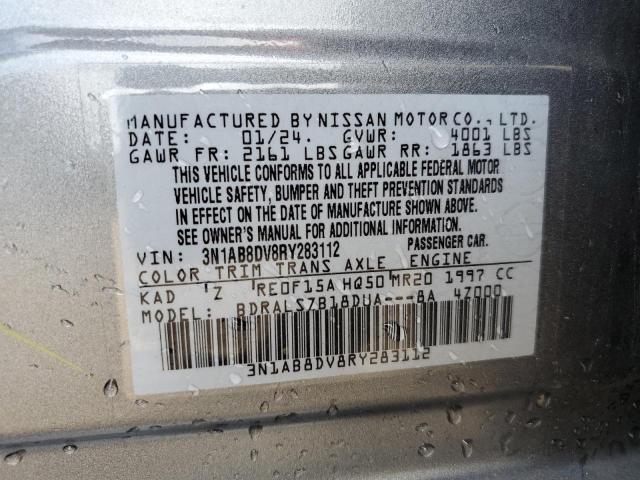 MANUFACTURED BY NISSAN MOTOR CO., LTD.
DATE: 01/24. GVWR: 4001 LBS
GAWR FR: 2161 LBS GAWR RR: 1863 LBS
THIS VEHICLE CONFORMS TO ALL APPLICABLE FEDERAL MOTOR
VEHICLE SAFETY, BUMPER AND THEFT PREVENTION STANDARDS
IN EFFECT ON THE DATE OF MANUFACTURE SHOWN ABOVE.
SEE OWNER'S MANUAL FOR ADDITIONAL INFORMATION.
VIN: 3N1AB8DV8RY283112 PASSENGER CAR.
COLOR TRIM TRANS AXLE ENGINE
KAD Z RE0F15A HQ50 MR20 1997 CC
MODEL: BDRALS7B18DUA---BA 4Z000
3N1AB8DV8RY283112